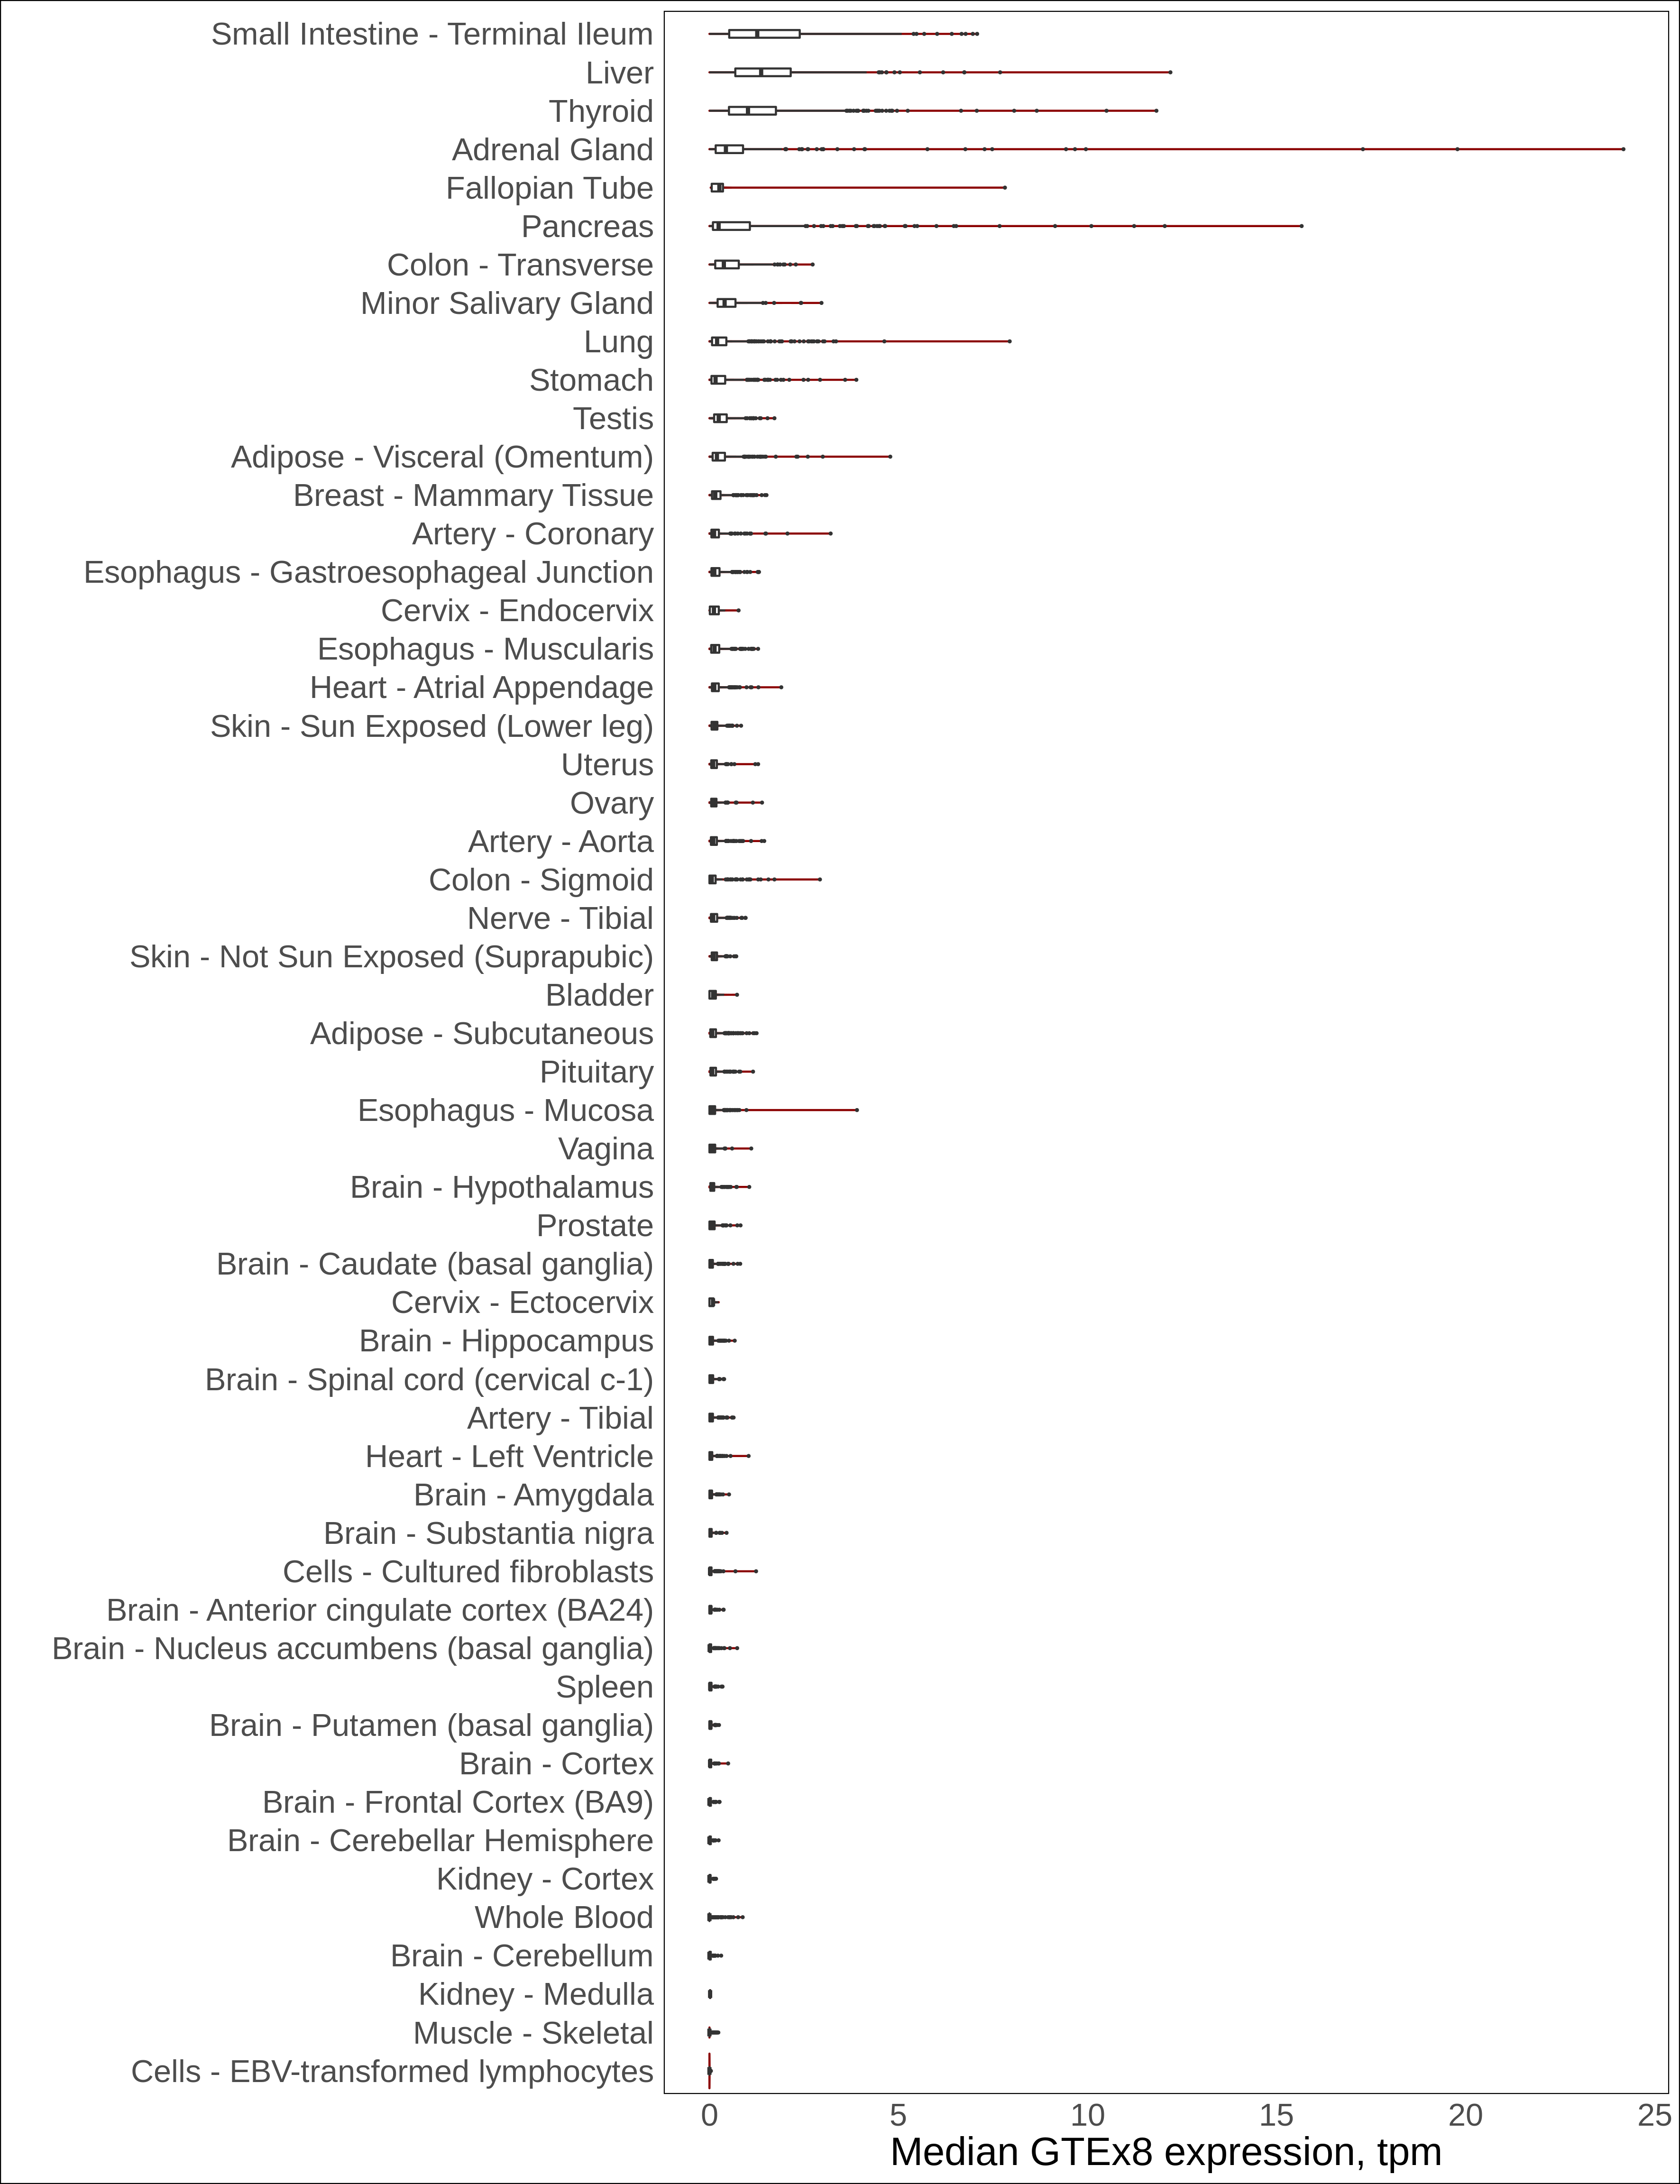 Small Intestine - Terminal Ileum
Liver
Thyroid
Adrenal Gland
Fallopian Tube
Pancreas
Colon - Transverse
Minor Salivary Gland
Lung
Stomach
Testis
Adipose - Visceral (Omentum)
Breast - Mammary Tissue
Artery - Coronary
Esophagus - Gastroesophageal Junction
Cervix - Endocervix
Esophagus - Muscularis
Heart - Atrial Appendage
Skin - Sun Exposed (Lower leg)
Uterus
Ovary
Artery - Aorta
Colon - Sigmoid
Nerve - Tibial
Skin - Not Sun Exposed (Suprapubic)
Bladder
Adipose - Subcutaneous
Pituitary
Esophagus - Mucosa
Vagina
Brain - Hypothalamus
Prostate
Brain - Caudate (basal ganglia)
Cervix - Ectocervix
Brain - Hippocampus
Brain - Spinal cord (cervical c-1)
Artery - Tibial
Heart - Left Ventricle
Brain - Amygdala
Brain - Substantia nigra
Cells - Cultured fibroblasts
Brain - Anterior cingulate cortex (BA24)
Brain - Nucleus accumbens (basal ganglia)
Spleen
Brain - Putamen (basal ganglia)
Brain - Cortex
Brain - Frontal Cortex (BA9)
Brain - Cerebellar Hemisphere
Kidney - Cortex
Whole Blood
Brain - Cerebellum
Kidney - Medulla
Muscle - Skeletal
Cells - EBV-transformed lymphocytes
0 5 10 15 20 25
Median GTEx8 expression, tpm